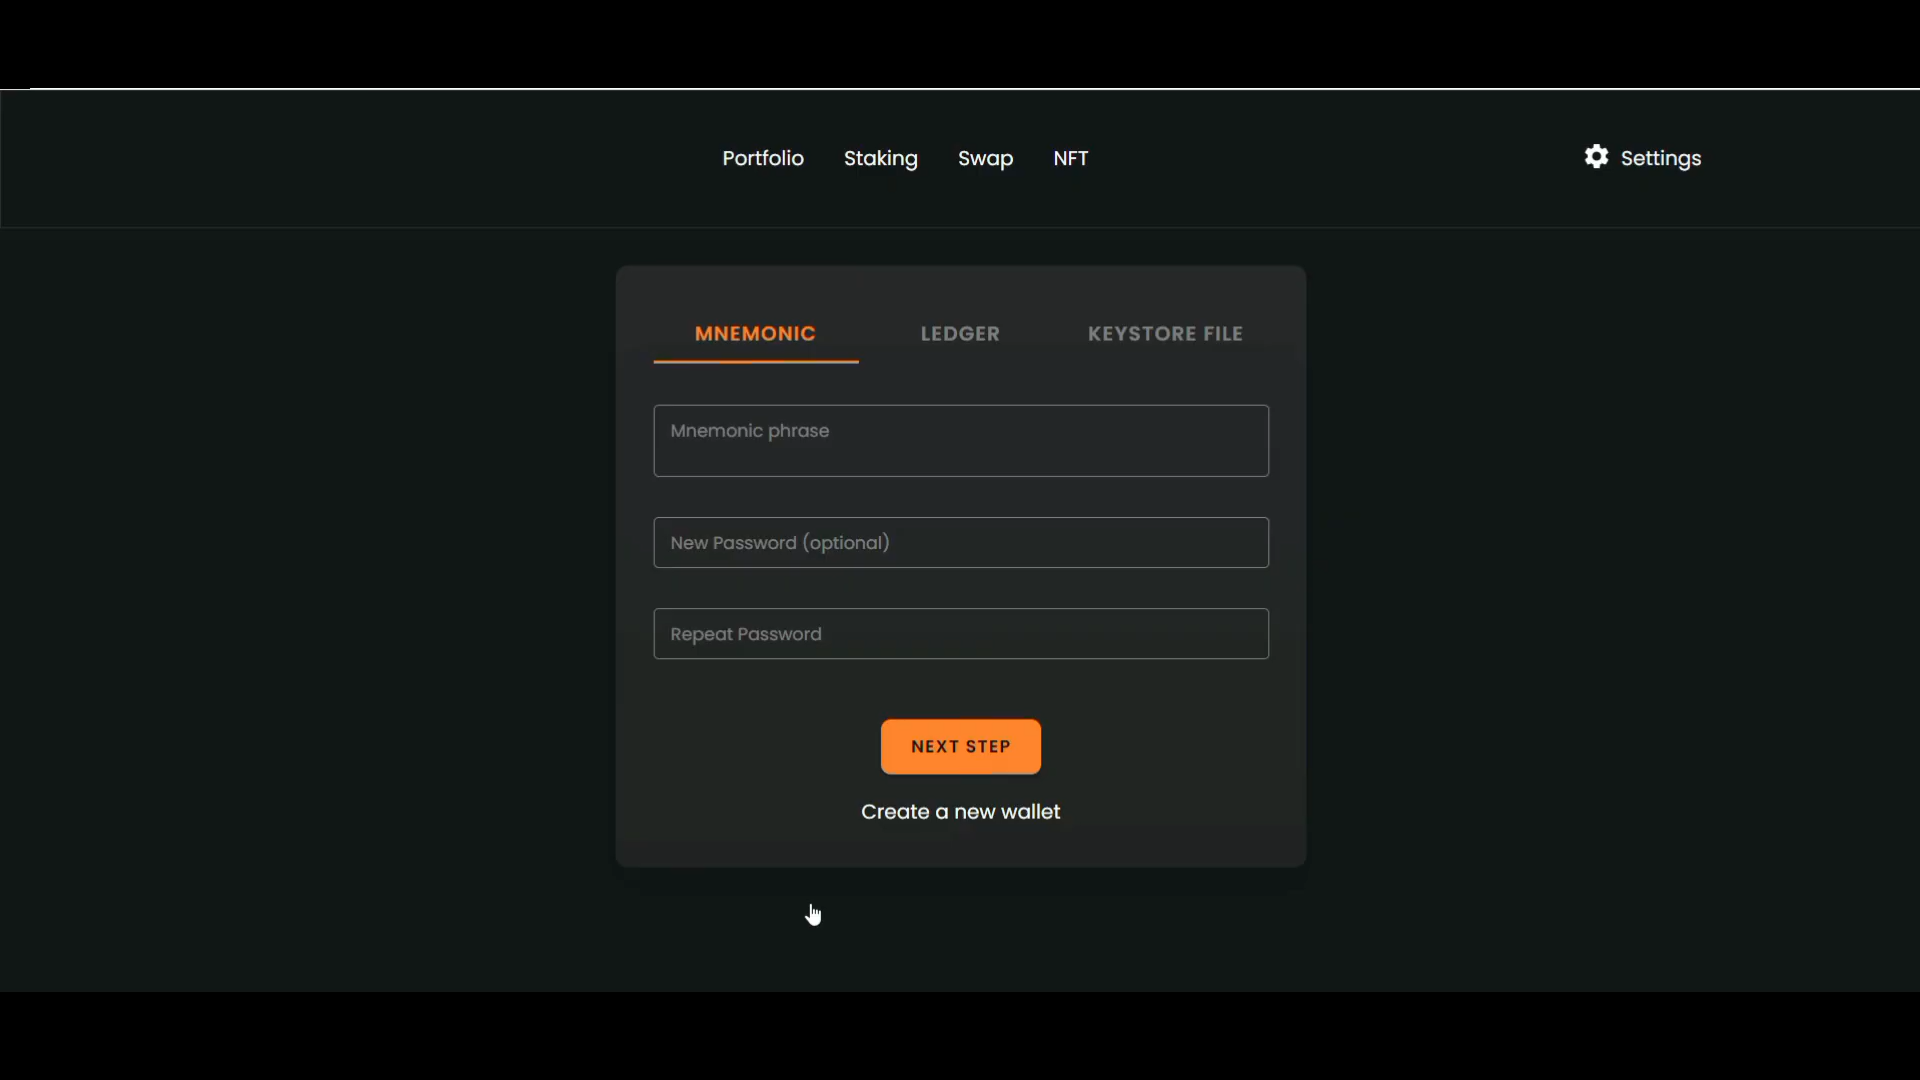 Portfolio Staking Swap NFT Settings
MNEMONIC LEDGER KEYSTORE FILE
Mnemonic phrase
New Password (optional)
Repeat Password
NEXT STEP
Create a new wallet